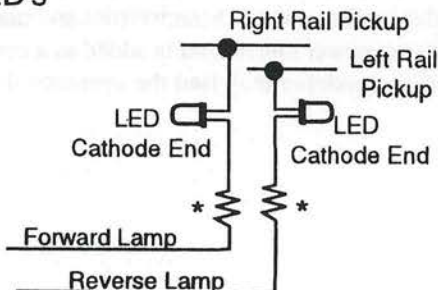 Right Rail Pickup
Left Rail
Pickup
LED
Cathode End
LED
Cathode End
*
*
Forward Lamp
Reverse Lamp